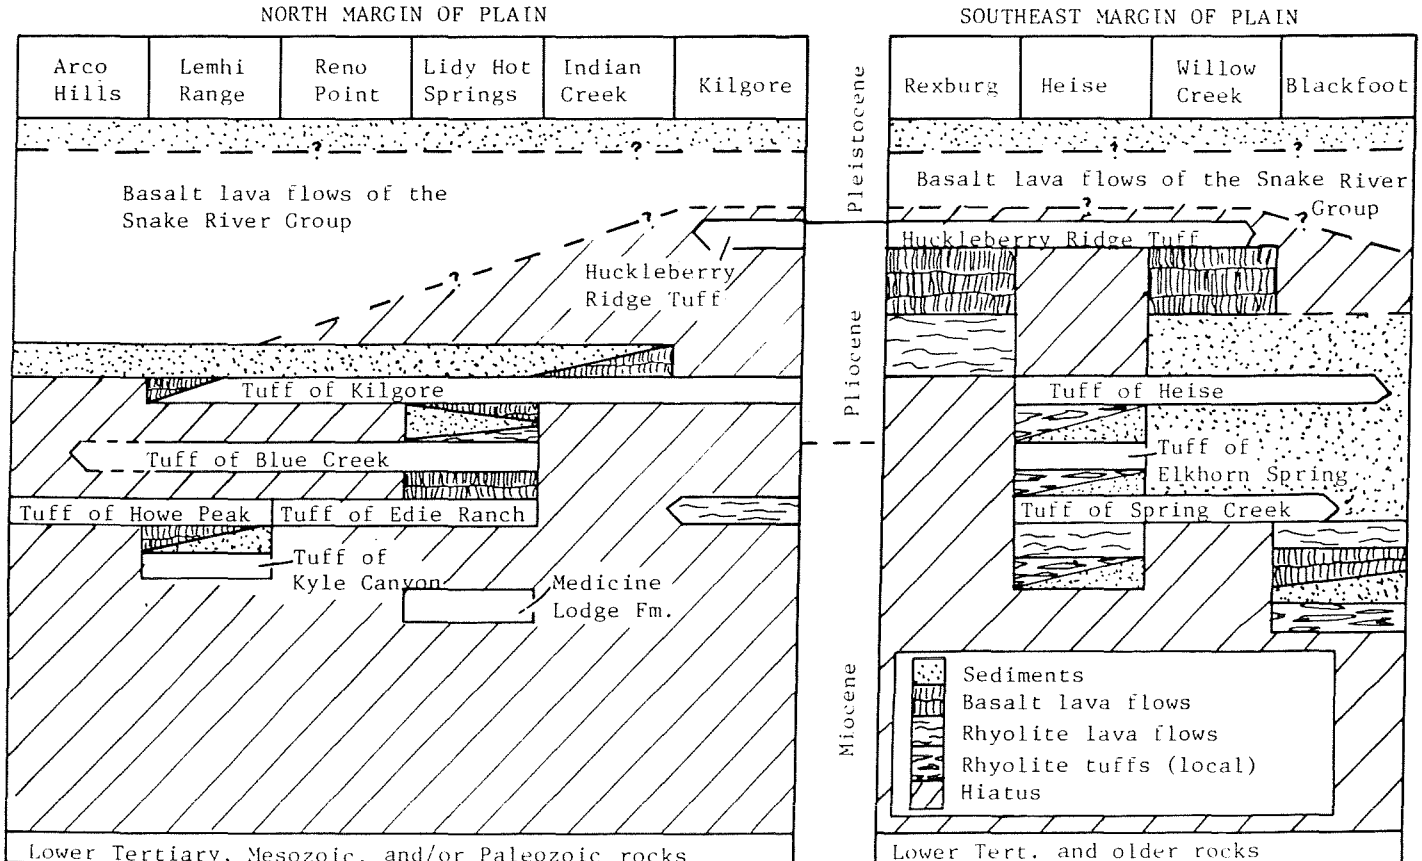 NORTH MARGIN OF PLAIN
SOUTHEAST MARGIN OF PLAIN
Arco
Hills
Lemhi
Range
Reno
Point
Lidy Hot
Springs
Indian
Creek
Kilgore
Rexburg
Heise
Willow
Creek
Blackfoot
Pleistocene
Pliocene
Miocene
?
?
Basalt lava flows of the
Snake River Group
?
?
Huckleberry
Ridge Tuff
Tuff of Kilgore
Tuff of Blue Creek
Tuff of Howe Peak
Tuff of Edie Ranch
Tuff of
Kyle Canyon
Medicine
Lodge Fm.
Lower Tertiary, Mesozoic, and/or Paleozoic rocks
?
?
Basalt lava flows of the Snake River
Group
?
?
Huckleberry Ridge Tuff
Tuff of Heise
Tuff of
Elkhorn Spring
Tuff of Spring Creek
Sediments
Basalt lava flows
Rhyolite lava flows
Rhyolite tuffs (local)
Hiatus
Lower Tert. and older rocks